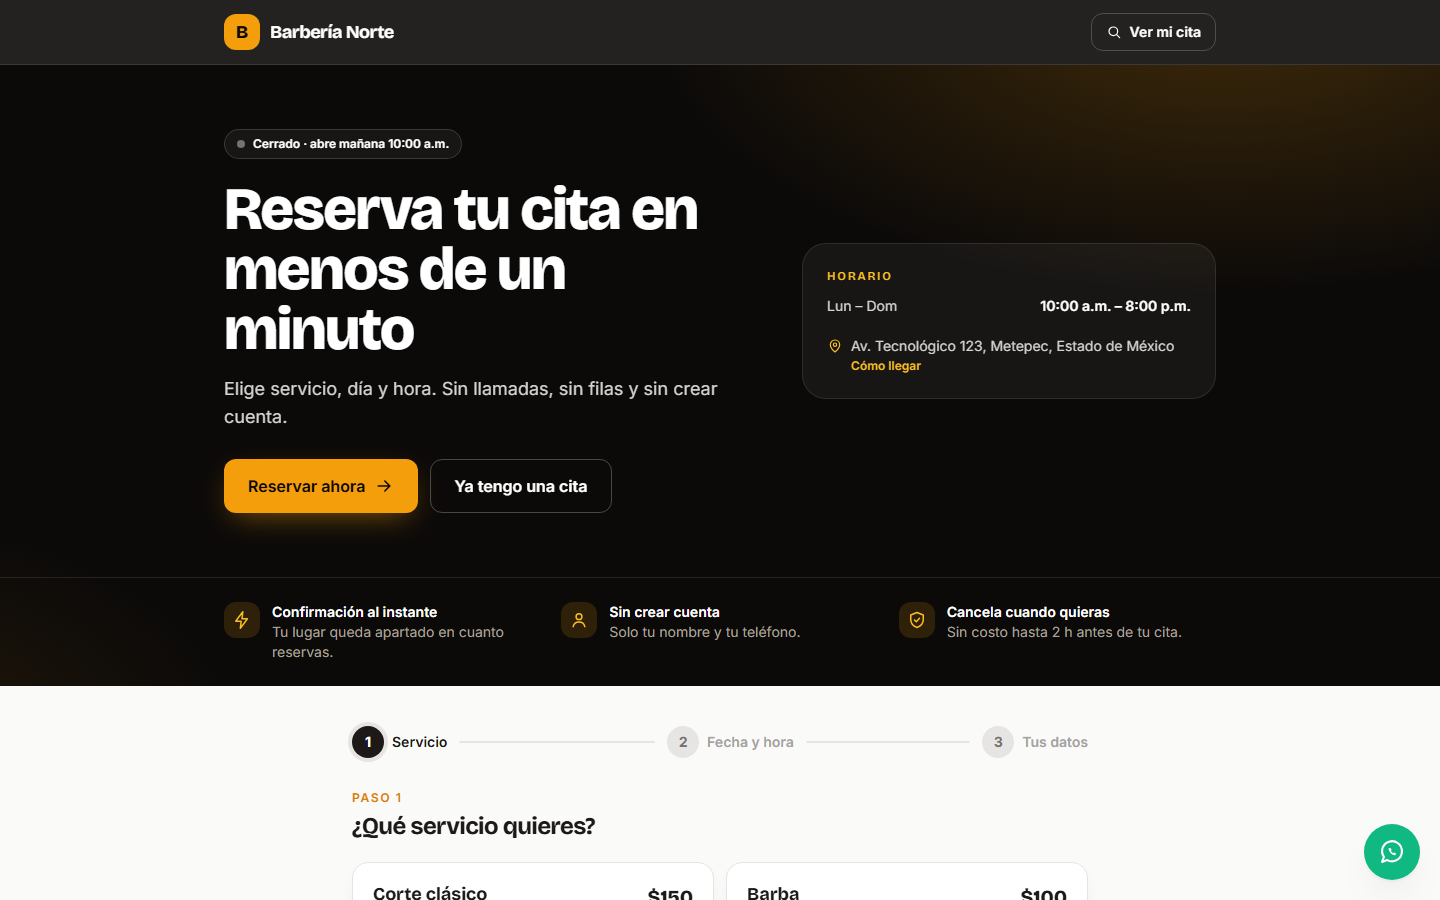 B
Barbería Norte
Ver mi cita
Cerrado · abre mañana 10:00 a.m.
Reserva tu cita en
menos de un
minuto
Elige servicio, día y hora. Sin llamadas, sin filas y sin crear
cuenta.
Reservar ahora →
Ya tengo una cita
HORARIO
Lun – Dom
10:00 a.m. – 8:00 p.m.
Av. Tecnológico 123, Metepec, Estado de México
Cómo llegar
Confirmación al instante
Tu lugar queda apartado en cuanto
reservas.
Sin crear cuenta
Solo tu nombre y tu teléfono.
Cancela cuando quieras
Sin costo hasta 2 h antes de tu cita.
1 Servicio
2 Fecha y hora
3 Tus datos
PASO 1
¿Qué servicio quieres?
Corte clásico
$150
Barba
$100